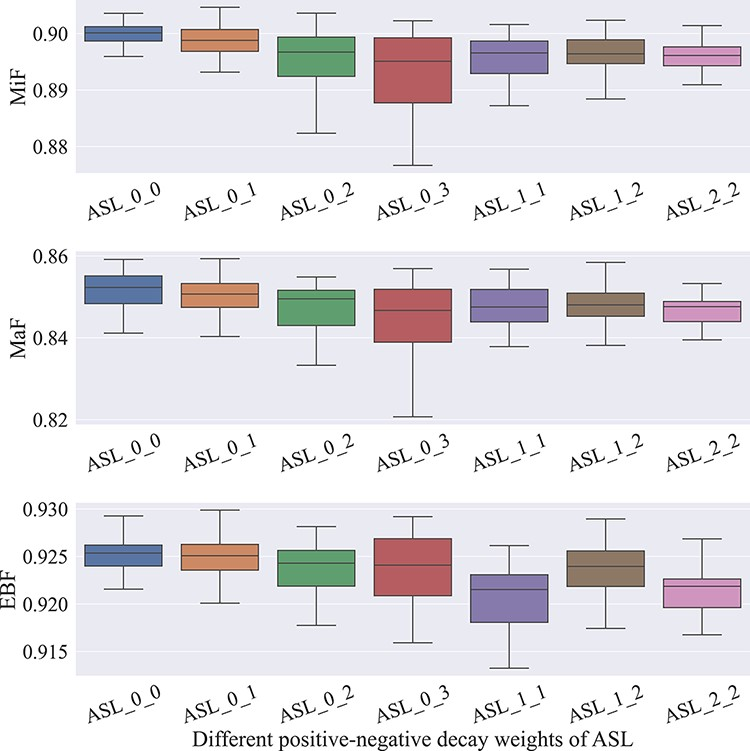 MiF
0.90
0.89
0.88
ASL_0_0 ASL_0_1 ASL_0_2 ASL_0_3 ASL_1_1 ASL_1_2 ASL_2_2
MaF
0.86
0.84
0.82
ASL_0_0 ASL_0_1 ASL_0_2 ASL_0_3 ASL_1_1 ASL_1_2 ASL_2_2
EBF
0.930
0.925
0.920
0.915
ASL_0_0 ASL_0_1 ASL_0_2 ASL_0_3 ASL_1_1 ASL_1_2 ASL_2_2
Different positive-negative decay weights of ASL